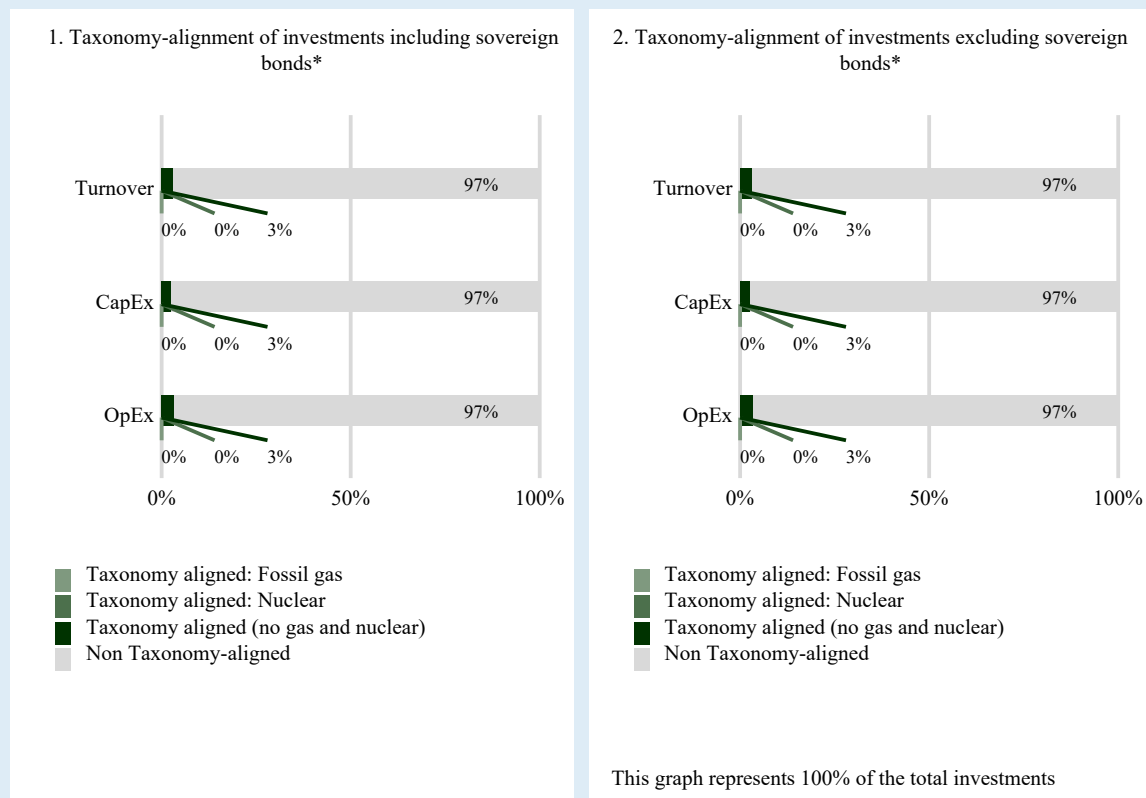 1. Taxonomy-alignment of investments including sovereign
bonds*
Turnover
97%
0% 0% 3%
CapEx
97%
0% 0% 3%
OpEx
97%
0% 0% 3%
0% 50% 100%
Taxonomy aligned: Fossil gas
Taxonomy aligned: Nuclear
Taxonomy aligned (no gas and nuclear)
Non Taxonomy-aligned
2. Taxonomy-alignment of investments excluding sovereign
bonds*
Turnover
97%
0% 0% 3%
CapEx
97%
0% 0% 3%
OpEx
97%
0% 0% 3%
0% 50% 100%
Taxonomy aligned: Fossil gas
Taxonomy aligned: Nuclear
Taxonomy aligned (no gas and nuclear)
Non Taxonomy-aligned
This graph represents 100% of the total investments